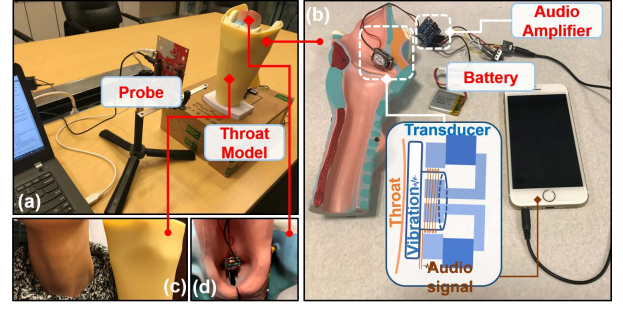 (a)
Probe
Throat
Model
(b)
Audio
Amplifier
Battery
Transducer
Throat
Vibration
Audio
signal
(c)
(d)